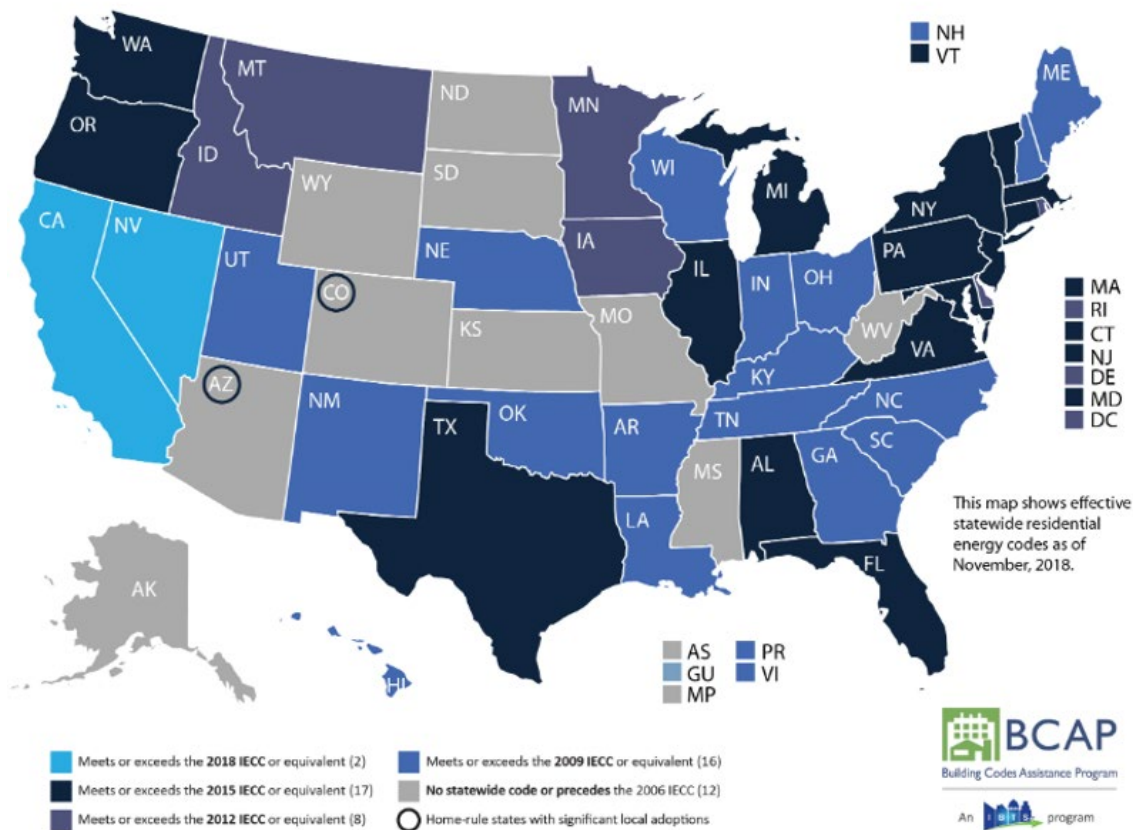 NH
VT
WA
MT
ND
MN
ME
OR
ID
SD
WI
WY
MI
NY
CA
NV
IA
NE
PA
UT
IL
IN
OH
CO
MO
WV
KS
VA
KY
AZ
NM
OK
AR
TN
NC
TX
SC
MS
AL
GA
LA
FL
AK
HI
MA
RI
CT
NJ
DE
MD
DC
This map shows effective
statewide residential
energy codes as of
November, 2018.
AS
GU
MP
PR
VI
Meets or exceeds the 2018 IECC or equivalent (2)
Meets or exceeds the 2015 IECC or equivalent (17)
Meets or exceeds the 2012 IECC or equivalent (8)
Meets or exceeds the 2009 IECC or equivalent (16)
No statewide code or precedes the 2006 IECC (12)
Home-rule states with significant local adoptions
BCAP
Building Codes Assistance Program
An IBTS program